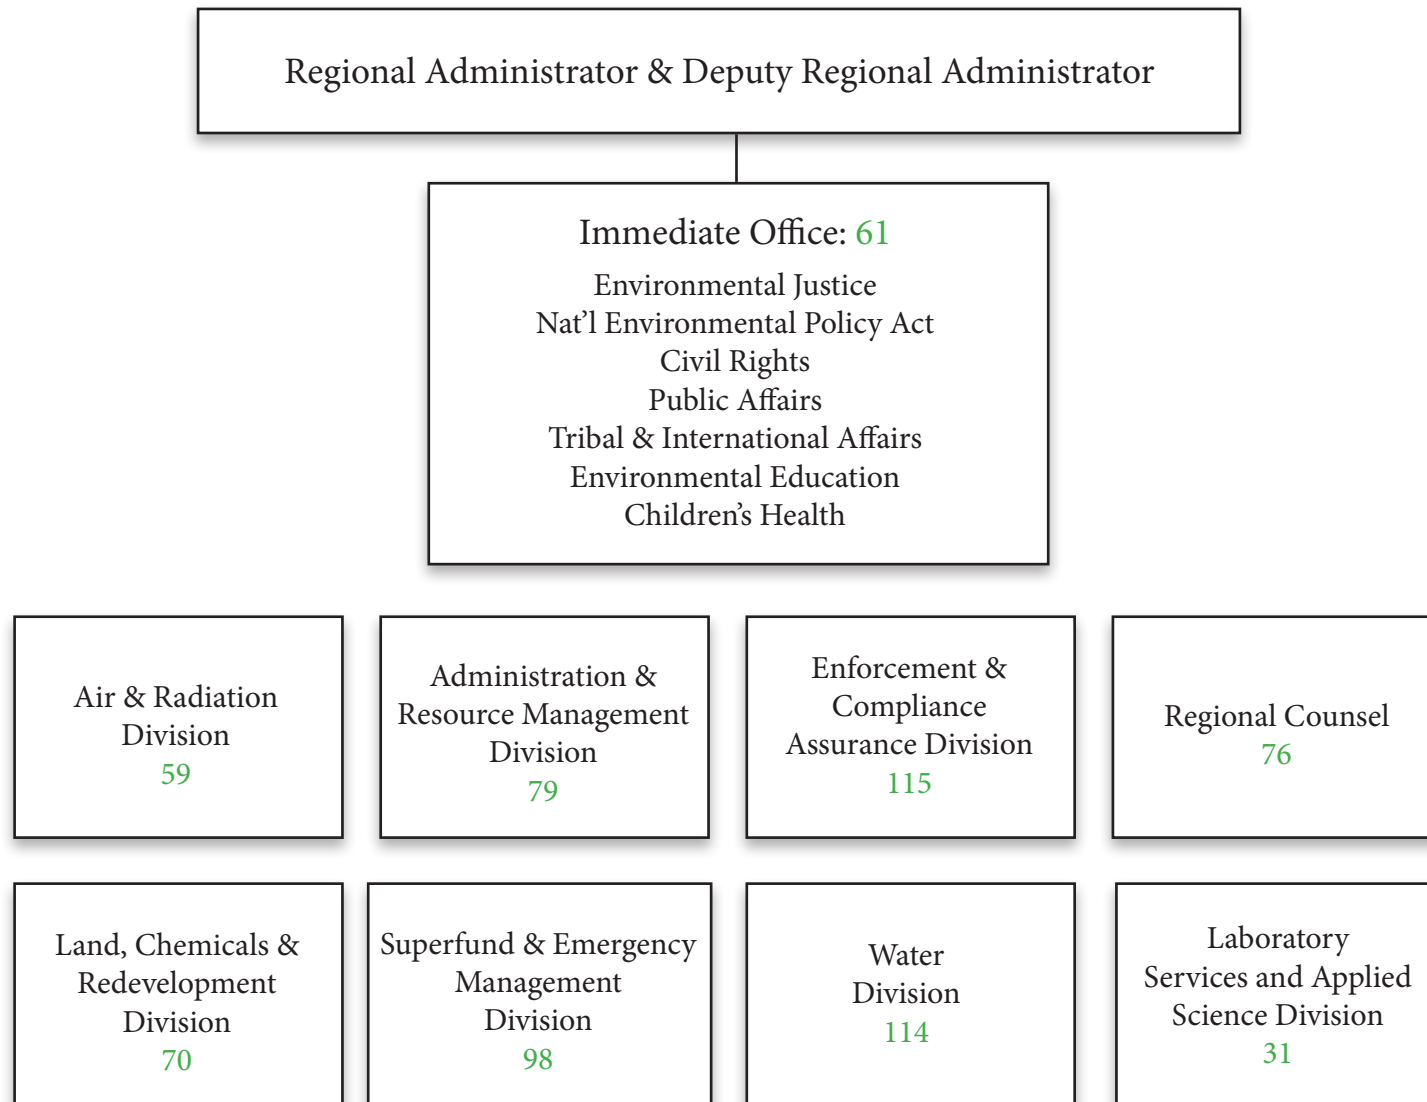 Regional Administrator & Deputy Regional Administrator
Immediate Office: 61
Environmental Justice
Nat’l Environmental Policy Act
Civil Rights
Public Affairs
Tribal & International Affairs
Environmental Education
Children’s Health
Air & Radiation
Division
59
Administration &
Resource Management
Division
79
Enforcement &
Compliance
Assurance Division
115
Regional Counsel
76
Land, Chemicals &
Redevelopment
Division
70
Superfund & Emergency
Management
Division
98
Water
Division
114
Laboratory
Services and Applied
Science Division
31